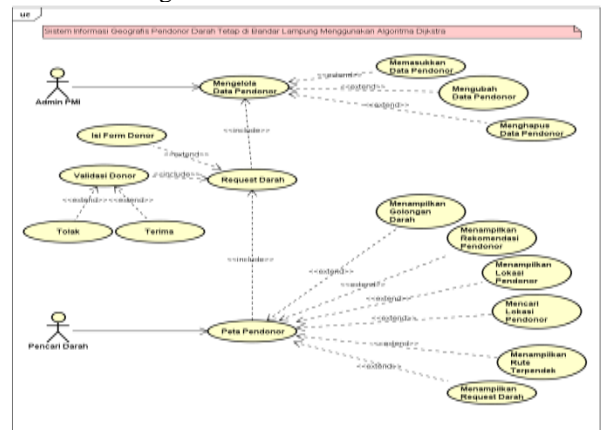 uc
Sistem Informasi Geografis Pendonor Darah Tetap di Bandar Lampung Menggunakan Algoritma Dijkstra
Admin PMI
Mengelola
Data Pendonor
<<extend>>
<<extend>>
<<extend>>
Memasukkan
Data Pendonor
Mengubah
Data Pendonor
Menghapus
Data Pendonor
<<include>>
Isi Form Donor
<<extend>>
Validasi Donor
<<include>>
Request Darah
<<extend>>
<<extend>>
Tolak
Terima
<<include>>
Pencari Darah
Peta Pendonor
<<extend>>
<<extend>>
<<extend>>
<<extend>>
<<extend>>
<<extend>>
Menampilkan
Golongan
Darah
Menampilkan
Rekomendasi
Pendonor
Menampilkan
Lokasi
Pendonor
Mencari
Lokasi
Pendonor
Menampilkan
Rute
Terpendek
Menampilkan
Request Darah